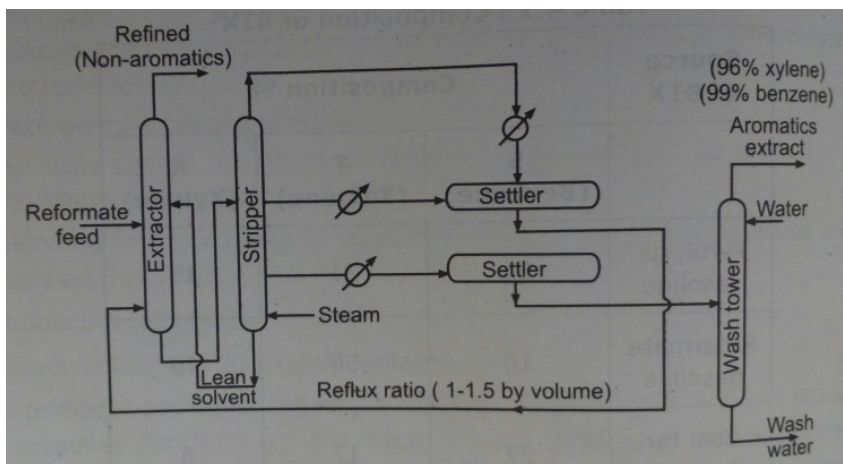 Refined
(Non-aromatics)
(96% xylene)
(99% benzene)
Aromatics
extract
Reformate
feed
Extractor
Stripper
Settler
Settler
Water
Wash tower
Steam
Lean
solvent
Reflux ratio ( 1-1.5 by volume)
Wash
water